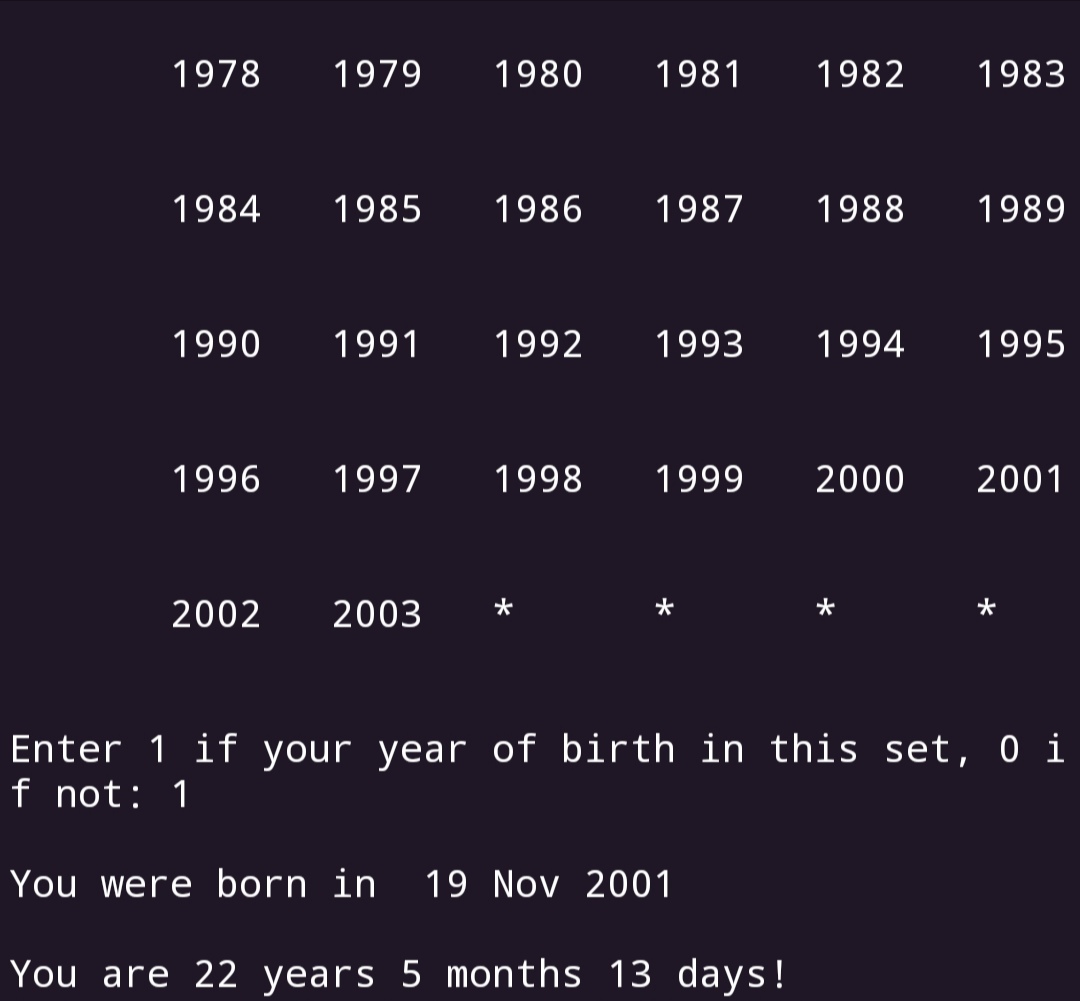 1978 1979 1980 1981 1982 1983
1984 1985 1986 1987 1988 1989
1990 1991 1992 1993 1994 1995
1996 1997 1998 1999 2000 2001
2002 2003 * * * *
Enter 1 if your year of birth in this set, 0 i
f not: 1
You were born in  19 Nov 2001
You are 22 years 5 months 13 days!